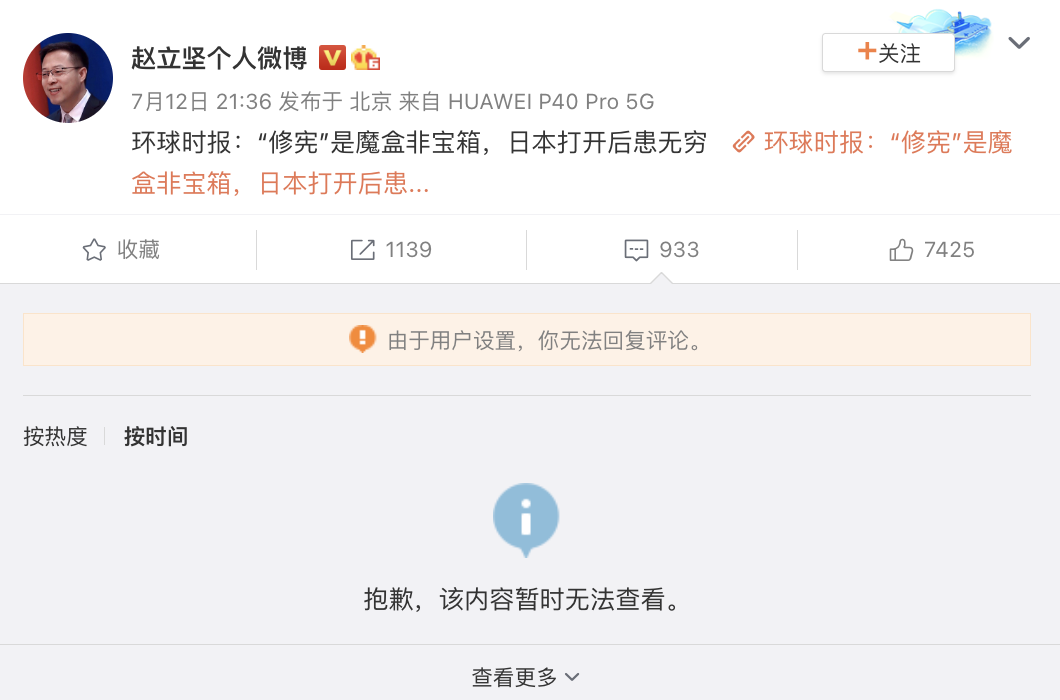 赵立坚个人微博
+关注
7月12日 21:36 发布于 北京 来自 HUAWEI P40 Pro 5G
环球时报：“修宪”是魔盒非宝箱，日本打开后患无穷 环球时报：“修宪”是魔
盒非宝箱，日本打开后患...
收藏 1139 933 7425
由于用户设置，你无法回复评论。
按热度 按时间
抱歉，该内容暂时无法查看。
查看更多